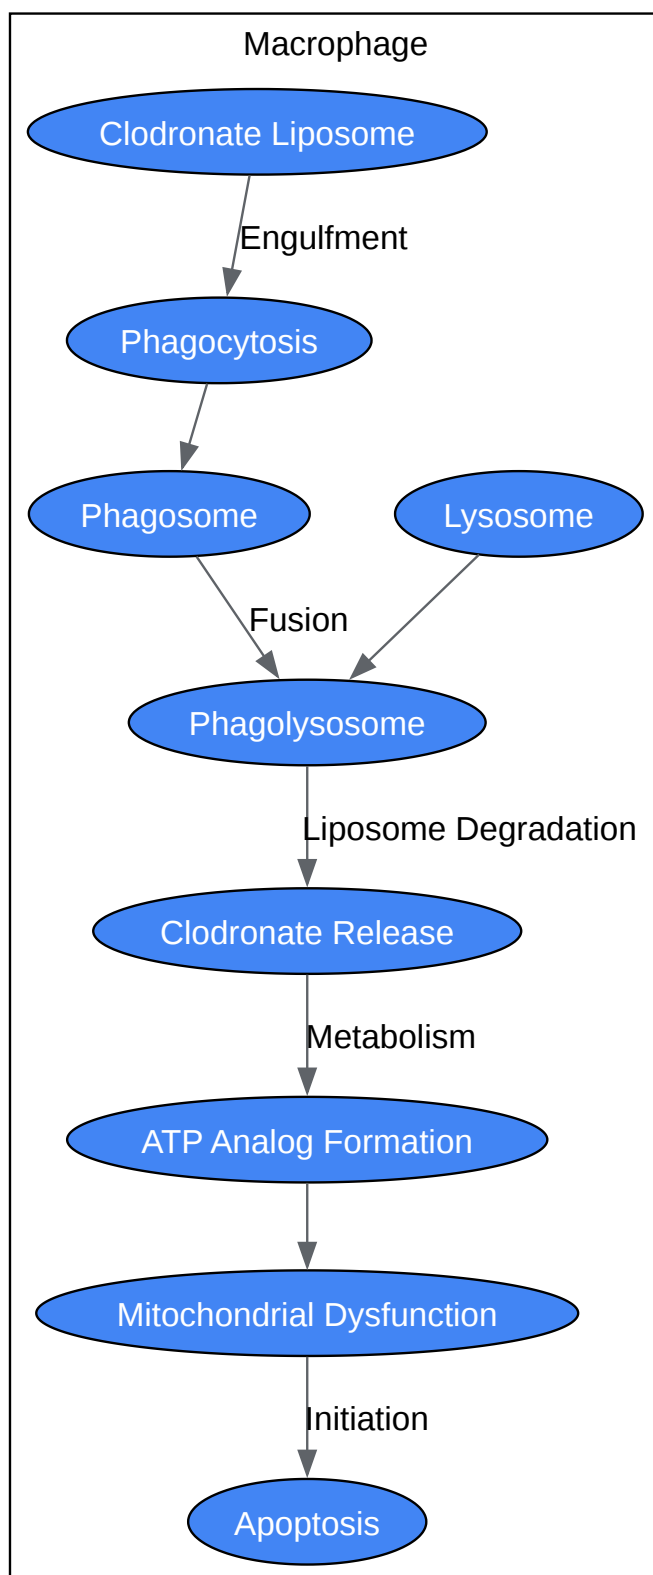 Macrophage
Clodronate Liposome
Engulfment
Phagocytosis
Phagosome
Lysosome
Fusion
Phagolysosome
Liposome Degradation
Clodronate Release
Metabolism
ATP Analog Formation
Mitochondrial Dysfunction
Initiation
Apoptosis